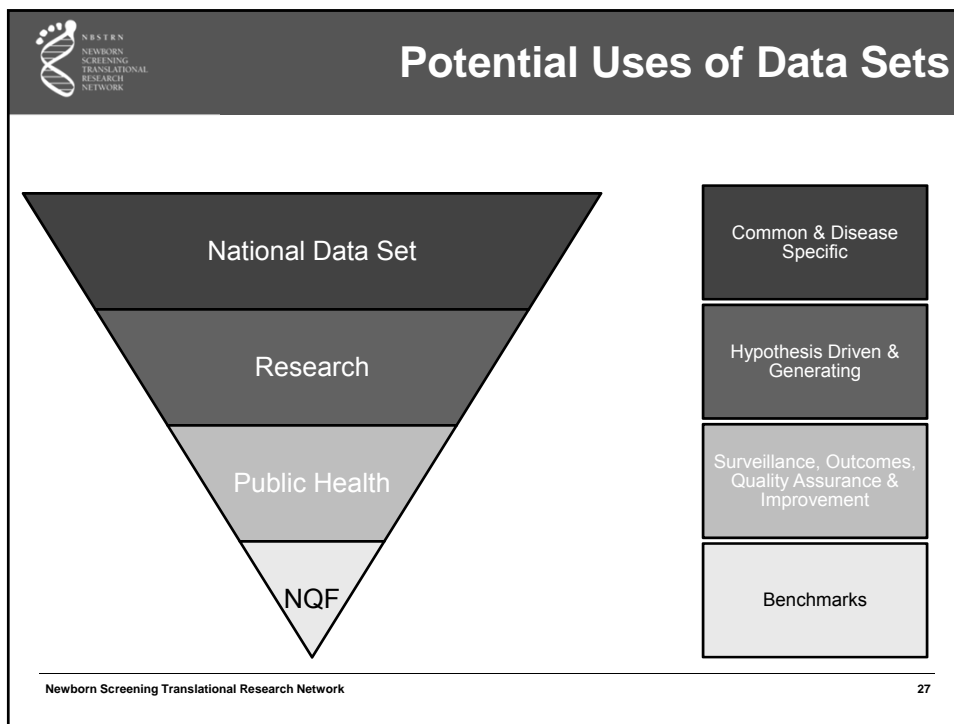 NBSTRN
NEWBORN
SCREENING
TRANSLATIONAL
RESEARCH
NETWORK
Potential Uses of Data Sets
National Data Set
Common & Disease
Specific
Research
Hypothesis Driven &
Generating
Public Health
Surveillance, Outcomes,
Quality Assurance &
Improvement
NQF
Benchmarks
Newborn Screening Translational Research Network
27